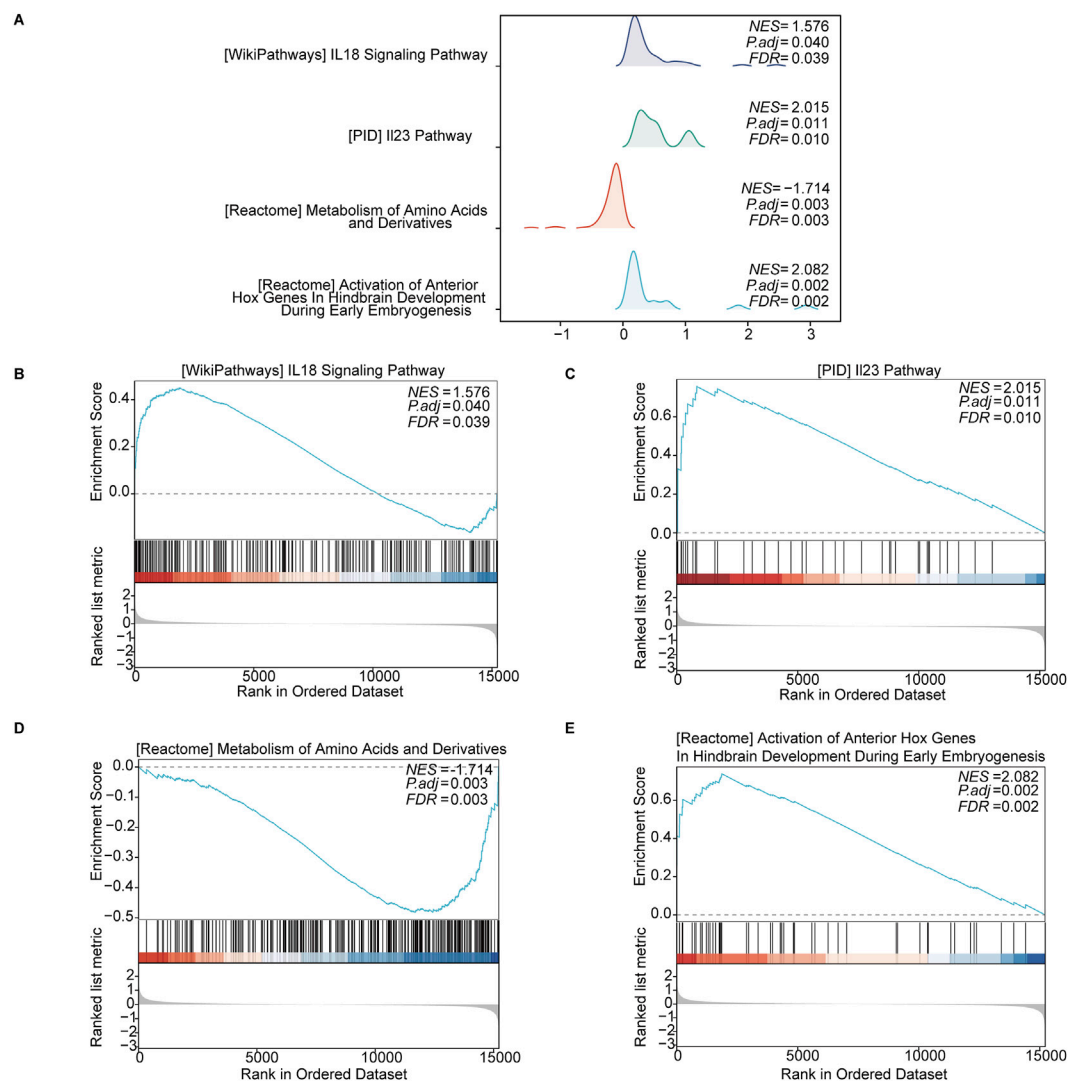 A
[WikiPathways] IL18 Signaling Pathway
NES= 1.576
P.adj= 0.040
FDR= 0.039
[PID] Il23 Pathway
NES= 2.015
P.adj= 0.011
FDR= 0.010
[Reactome] Metabolism of Amino Acids
and Derivatives
NES= −1.714
P.adj= 0.003
FDR= 0.003
[Reactome] Activation of Anterior
Hox Genes In Hindbrain Development
During Early Embryogenesis
NES= 2.082
P.adj= 0.002
FDR= 0.002
−1 0 1 2 3
B
[WikiPathways] IL18 Signaling Pathway
NES = 1.576
P.adj = 0.040
FDR = 0.039
Enrichment Score
0.4
0.2
0.0
Ranked list metric
2
1
0
−1
−2
−3
0 5000 10000 15000
Rank in Ordered Dataset
C
[PID] Il23 Pathway
NES = 2.015
P.adj = 0.011
FDR = 0.010
Enrichment Score
0.6
0.4
0.2
0.0
Ranked list metric
2
1
0
−1
−2
−3
0 5000 10000 15000
Rank in Ordered Dataset
D
[Reactome] Metabolism of Amino Acids and Derivatives
NES = -1.714
P.adj = 0.003
FDR = 0.003
Enrichment Score
0.0
−0.1
−0.2
−0.3
−0.4
−0.5
Ranked list metric
2
1
0
−1
−2
−3
0 5000 10000 15000
Rank in Ordered Dataset
E
[Reactome] Activation of Anterior Hox Genes
In Hindbrain Development During Early Embryogenesis
NES =2.082
P.adj =0.002
FDR =0.002
Enrichment Score
0.6
0.4
0.2
0.0
Ranked list metric
2
1
0
−1
−2
−3
0 5000 10000 15000
Rank in Ordered Dataset